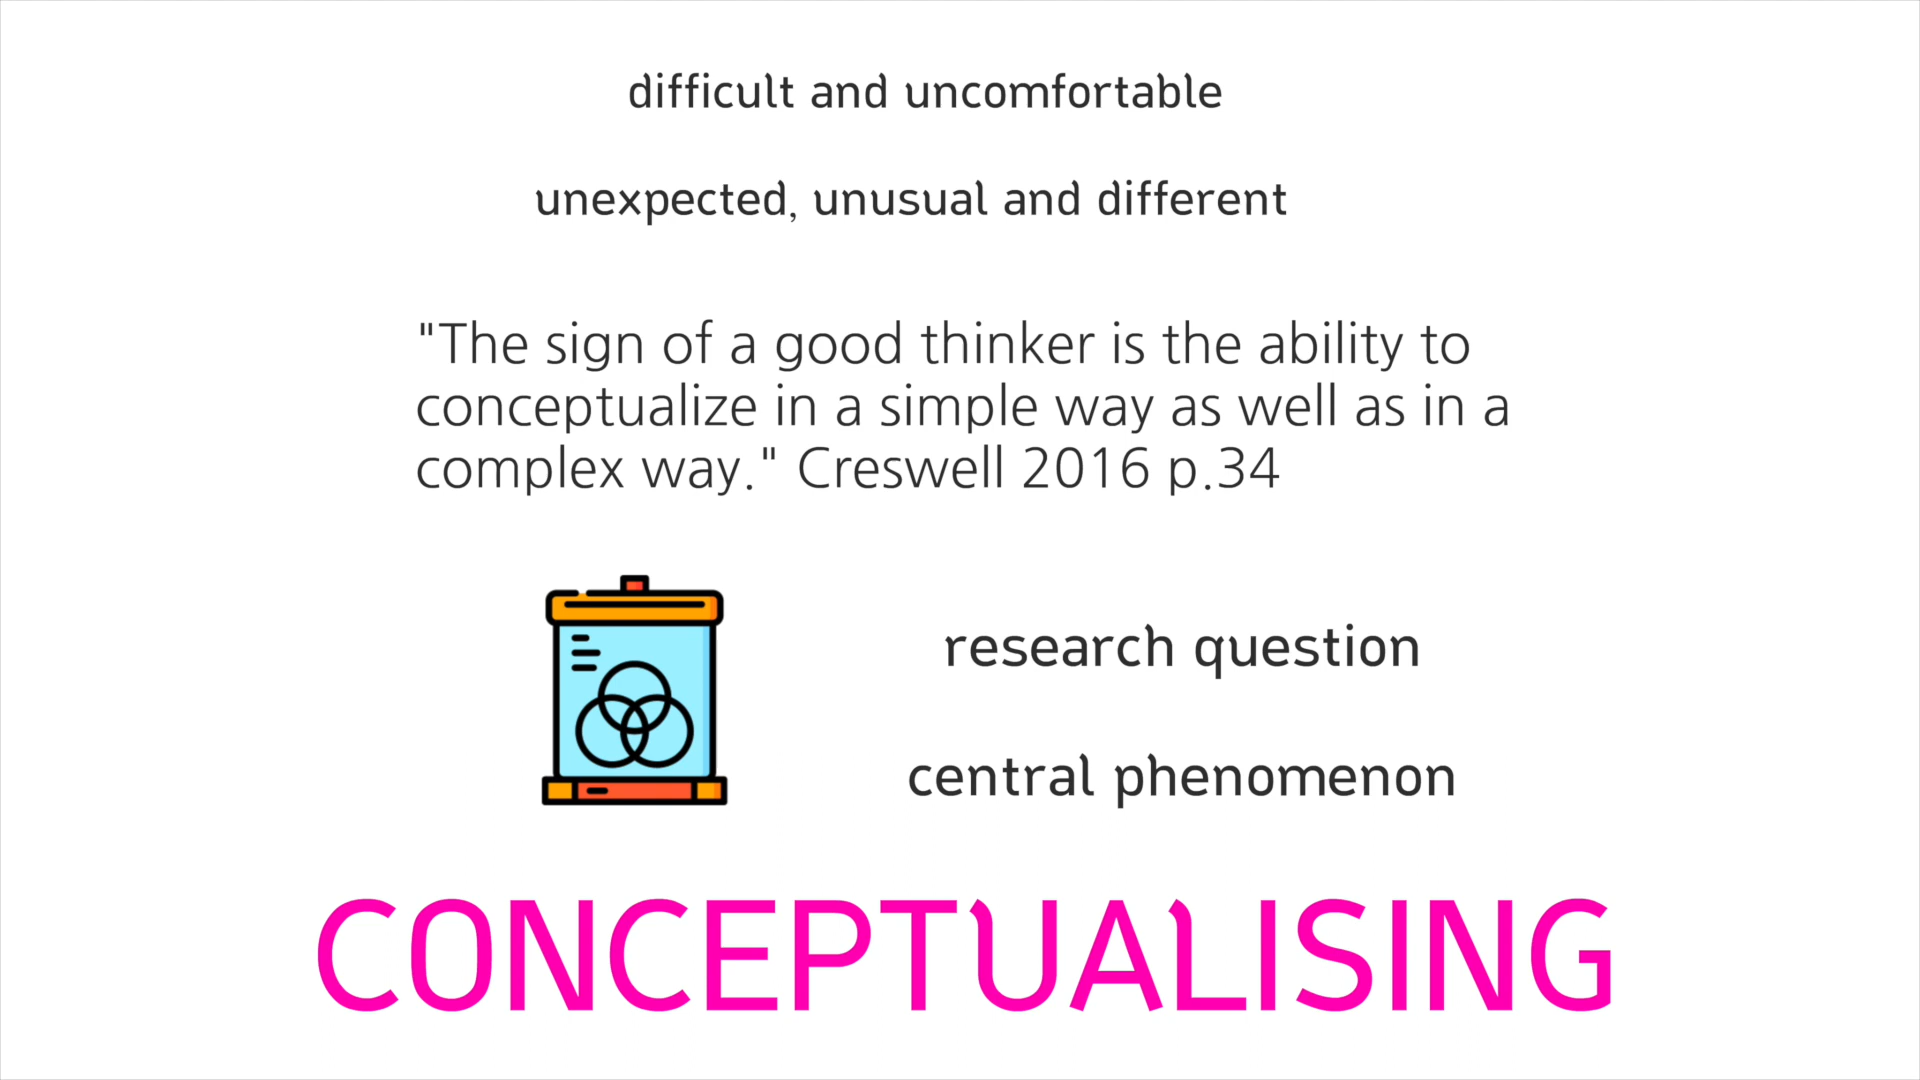 difficult and uncomfortable
unexpected, unusual and different
"The sign of a good thinker is the ability to
conceptualize in a simple way as well as in a
complex way." Creswell 2016 p.34
research question
central phenomenon
CONCEPTUALISING